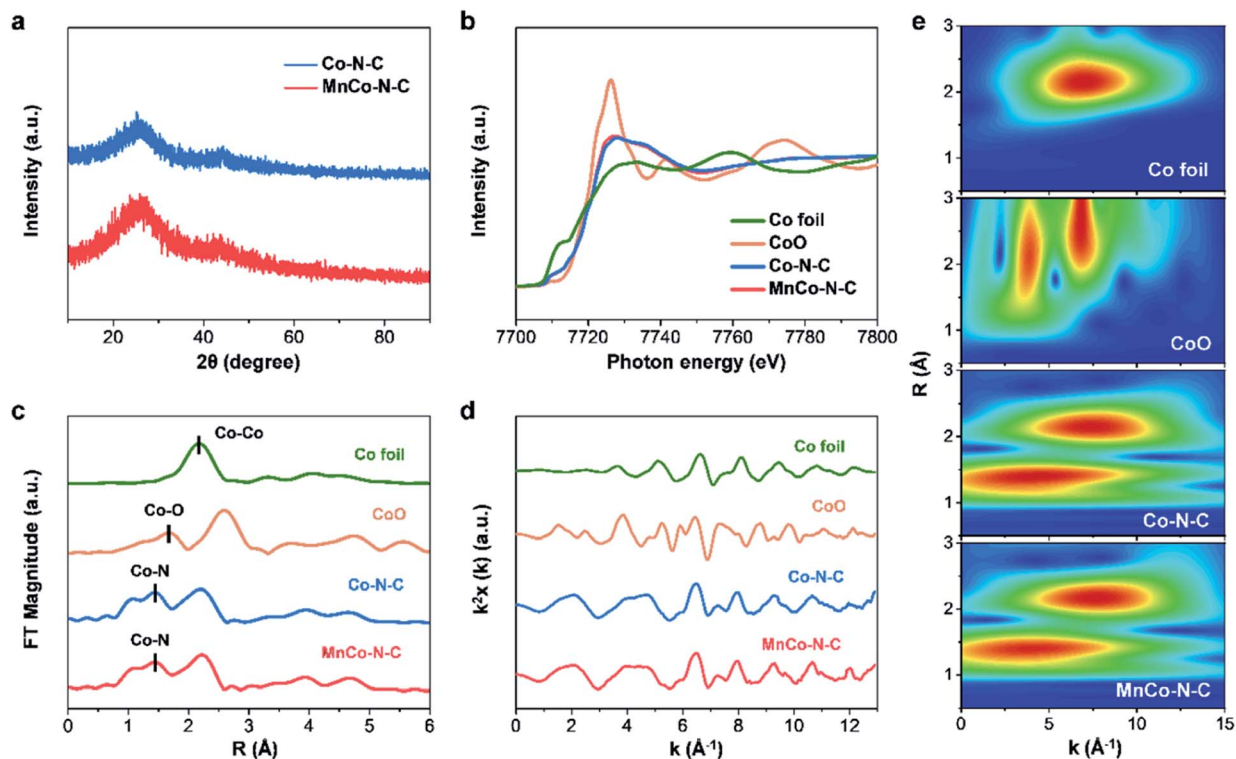 a
Intensity (a.u.)
Co-N-C
MnCo-N-C
20 40 60 80
2θ (degree)
b
Intensity (a.u.)
Co foil
CoO
Co-N-C
MnCo-N-C
7700 7720 7740 7760 7780 7800
Photon energy (eV)
c
FT Magnitude (a.u.)
Co-Co
Co foil
Co-O
CoO
Co-N
Co-N-C
Co-N
MnCo-N-C
0 1 2 3 4 5 6
R (Å)
d
k²x (k) (a.u.)
Co foil
CoO
Co-N-C
MnCo-N-C
0 2 4 6 8 10 12
k (Å⁻¹)
e
R (Å)
3
2
1
Co foil
3
2
1
CoO
3
2
1
Co-N-C
3
2
1
MnCo-N-C
0 5 10 15
k (Å⁻¹)